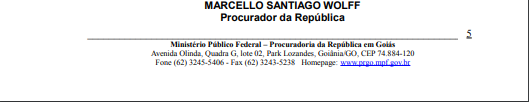 MARCELLO SANTIAGO WOLFF
Procurador da República
5
Ministério Público Federal – Procuradoria da República em Goiás
Avenida Olinda, Quadra G, lote 02, Park Lozandes, Goiânia/GO, CEP 74.884-120
Fone (62) 3245-5406 - Fax (62) 3243-5238 Homepage: www.prgo.mpf.gov.br